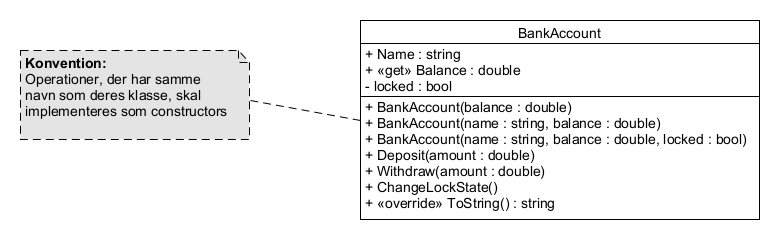 Konvention:
Operationer, der har samme
navn som deres klasse, skal
implementeres som constructors
BankAccount
+ Name : string
+ «get» Balance : double
- locked : bool
+ BankAccount(balance : double)
+ BankAccount(name : string, balance : double)
+ BankAccount(name : string, balance : double, locked : bool)
+ Deposit(amount : double)
+ Withdraw(amount : double)
+ ChangeLockState()
+ «override» ToString() : string